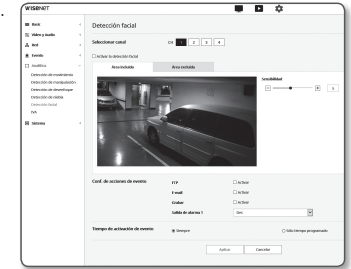 WISENET
Basic
Vídeo y Audio
Red
Evento
Analítica
Detección de movimiento
Detección de manipulación
Detección de desenfoque
Detección de niebla
Detección facial
IVA
Sistema
Detección facial
Seleccionar canal
CH 1 2 3 4
Activar la detección facial
Área incluida
Área excluida
Sensibilidad
Conf. de acciones de evento
FTP
Activar
E-mail
Activar
Grabar
Activar
Salida de alarma 1
Tiempo de activación de evento
Siempre
Sólo tiempo programado
Aplicar
Cancelar